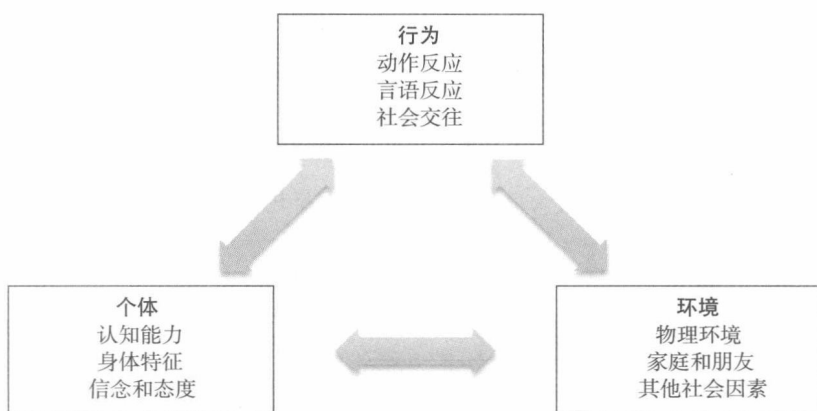 行为
动作反应
言语反应
社会交往
个体
认知能力
身体特征
信念和态度
环境
物理环境
家庭和朋友
其他社会因素